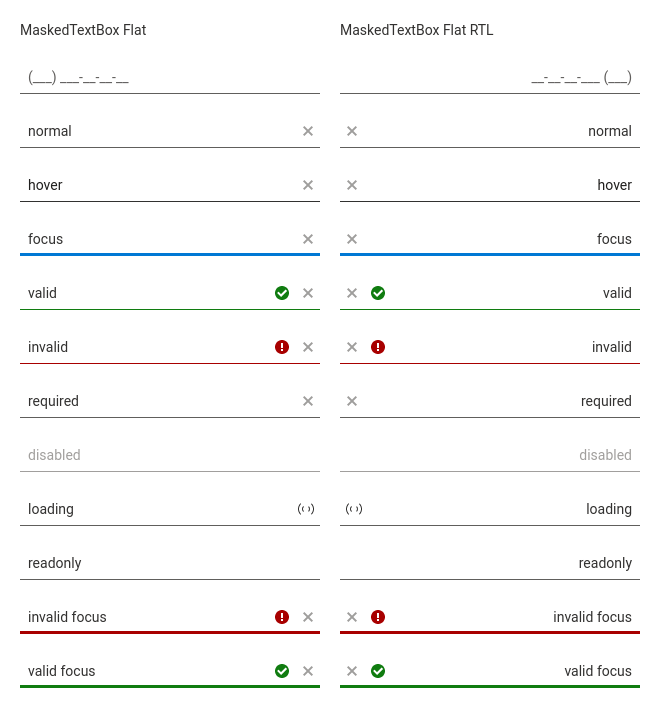 MaskedTextBox Flat
(___) ___-__-__-__
normal
hover
focus
valid
invalid
required
disabled
loading
readonly
invalid focus
valid focus
MaskedTextBox Flat RTL
__-__-__-___ (___)
normal
hover
focus
valid
invalid
required
disabled
loading
readonly
invalid focus
valid focus